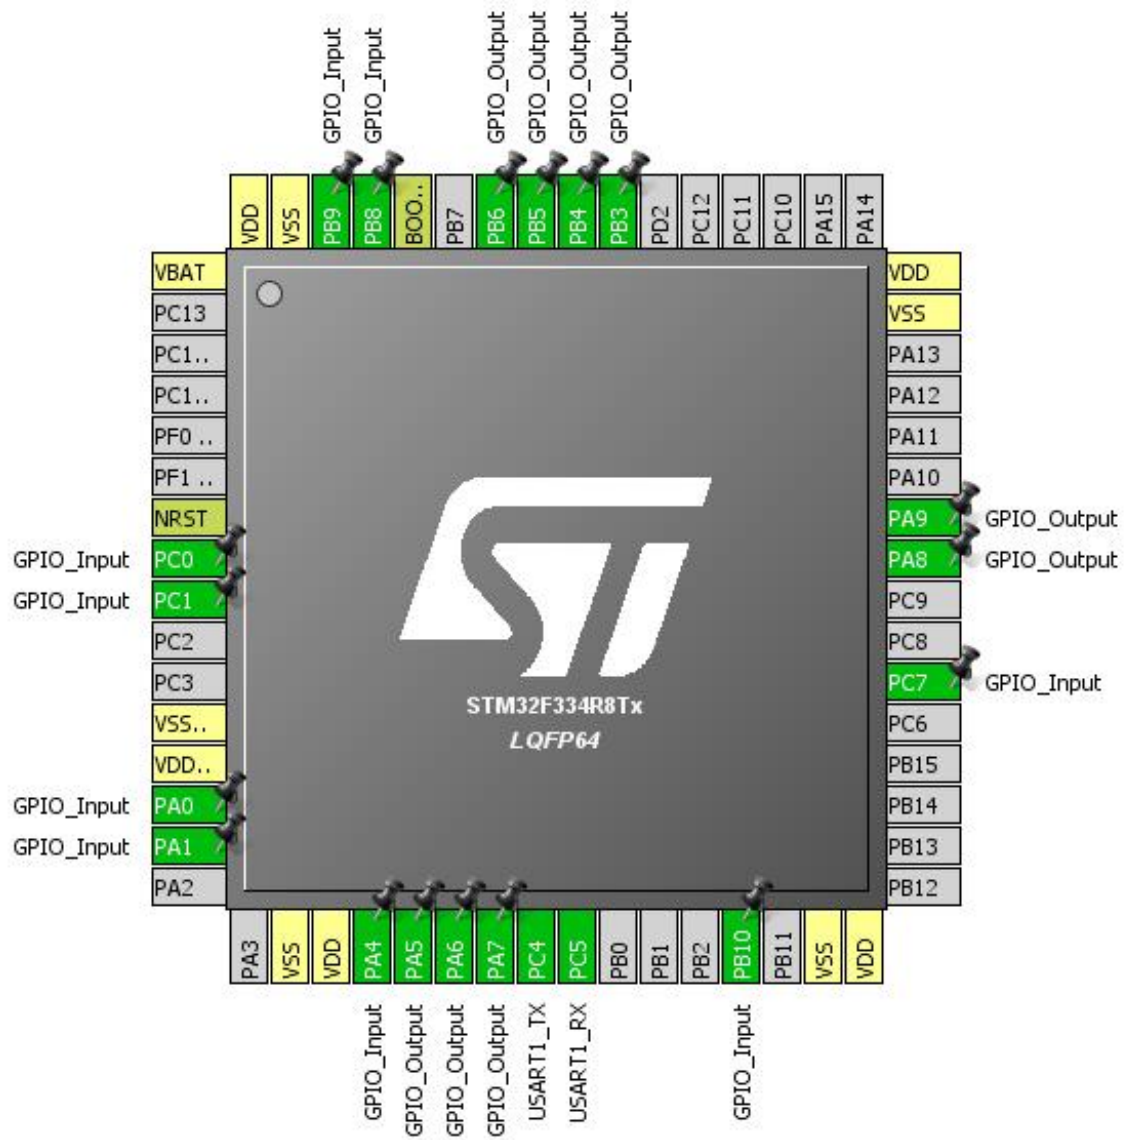 GPIO_Input
GPIO_Input
GPIO_Output
GPIO_Output
GPIO_Output
GPIO_Output
VDD
VSS
PB9
PB8
BOO..
PB7
PB6
PB5
PB4
PB3
PD2
PC12
PC11
PC10
PA15
PA14
VBAT
PC13
PC1..
PC1..
PF0 ..
PF1 ..
NRST
GPIO_Input PC0
GPIO_Input PC1
PC2
PC3
VSS..
VDD..
GPIO_Input PA0
GPIO_Input PA1
PA2
ST
STM32F334R8Tx
LQFP64
VDD
VSS
PA13
PA12
PA11
PA10
PA9 GPIO_Output
PA8 GPIO_Output
PC9
PC8
PC7 GPIO_Input
PC6
PB15
PB14
PB13
PB12
PA3
VSS
VDD
PA4
PA5
PA6
PA7
PC4
PC5
PB0
PB1
PB2
PB10
PB11
VSS
VDD
GPIO_Input
GPIO_Output
GPIO_Output
GPIO_Output
USART1_TX
USART1_RX
GPIO_Input